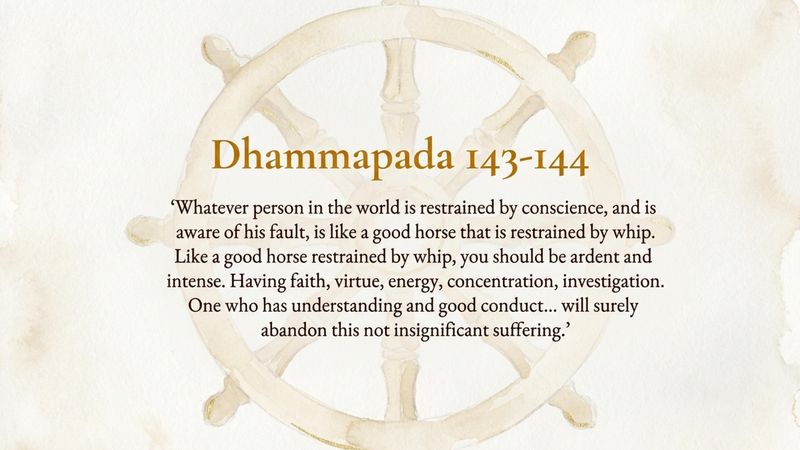 Dhammapada 143-144
‘Whatever person in the world is restrained by conscience, and is
aware of his fault, is like a good horse that is restrained by whip.
Like a good horse restrained by whip, you should be ardent and
intense. Having faith, virtue, energy, concentration, investigation.
One who has understanding and good conduct... will surely
abandon this not insignificant suffering.’